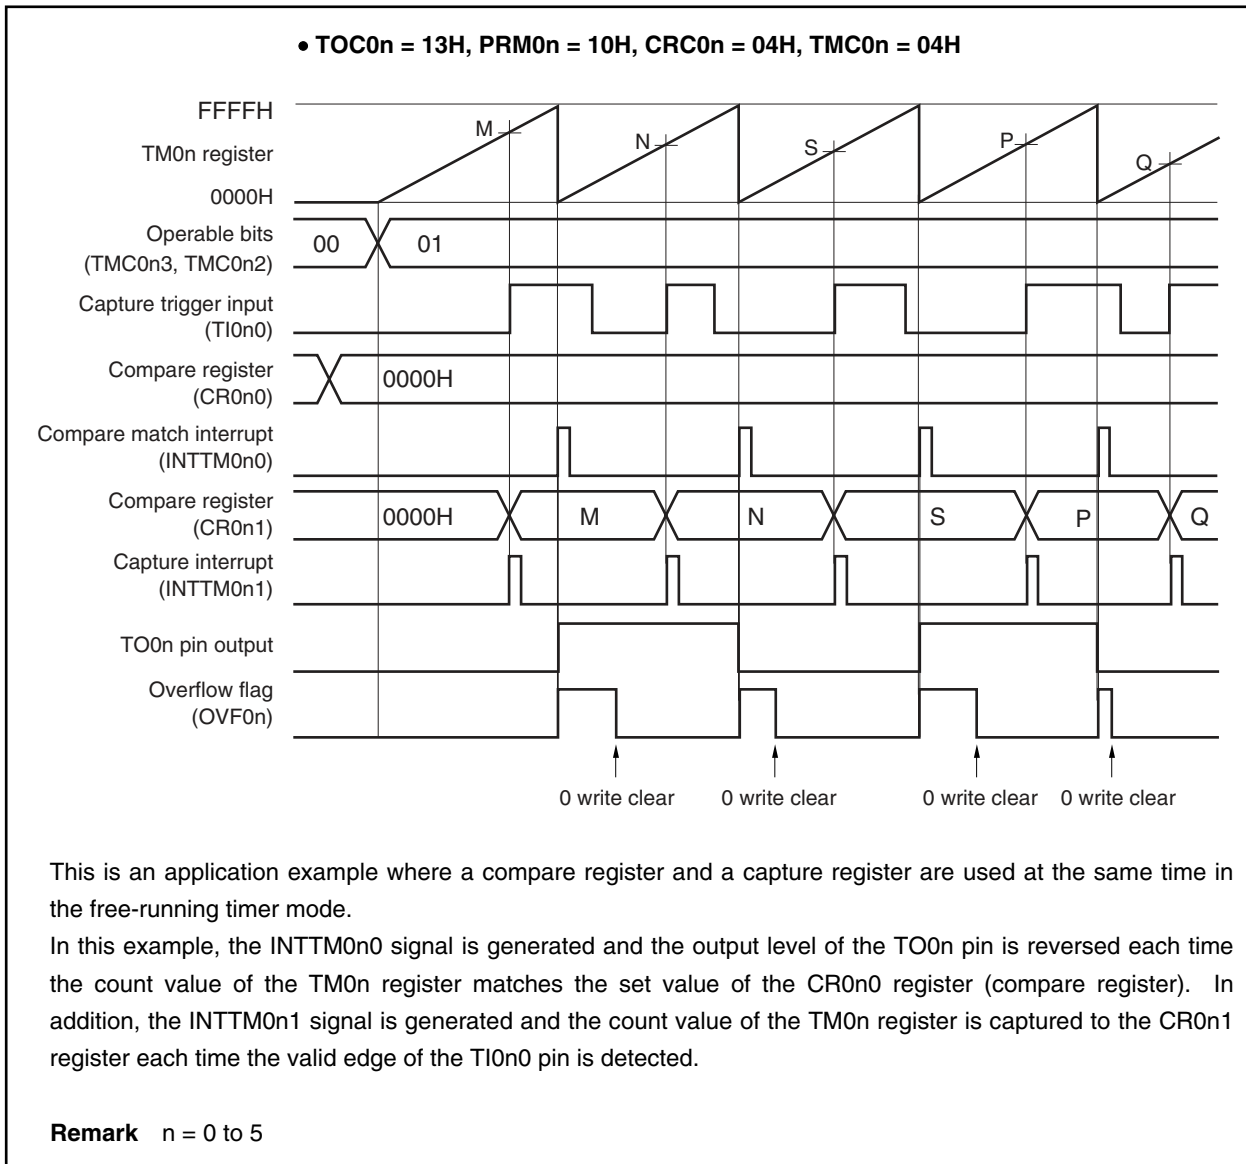 • TOC0n = 13H, PRM0n = 10H, CRC0n = 04H, TMC0n = 04H
FFFFH
TM0n register
0000H
M
N
S
P
Q
Operable bits
(TMC0n3, TMC0n2)
00
01
Capture trigger input
(TI0n0)
Compare register
(CR0n0)
0000H
Compare match interrupt
(INTTM0n0)
Compare register
(CR0n1)
0000H
M
N
S
P
Q
Capture interrupt
(INTTM0n1)
TO0n pin output
Overflow flag
(OVF0n)
0 write clear
0 write clear
0 write clear
0 write clear
This is an application example where a compare register and a capture register are used at the same time in
the free-running timer mode.
In this example, the INTTM0n0 signal is generated and the output level of the TO0n pin is reversed each time
the count value of the TM0n register matches the set value of the CR0n0 register (compare register). In
addition, the INTTM0n1 signal is generated and the count value of the TM0n register is captured to the CR0n1
register each time the valid edge of the TI0n0 pin is detected.
Remark n = 0 to 5